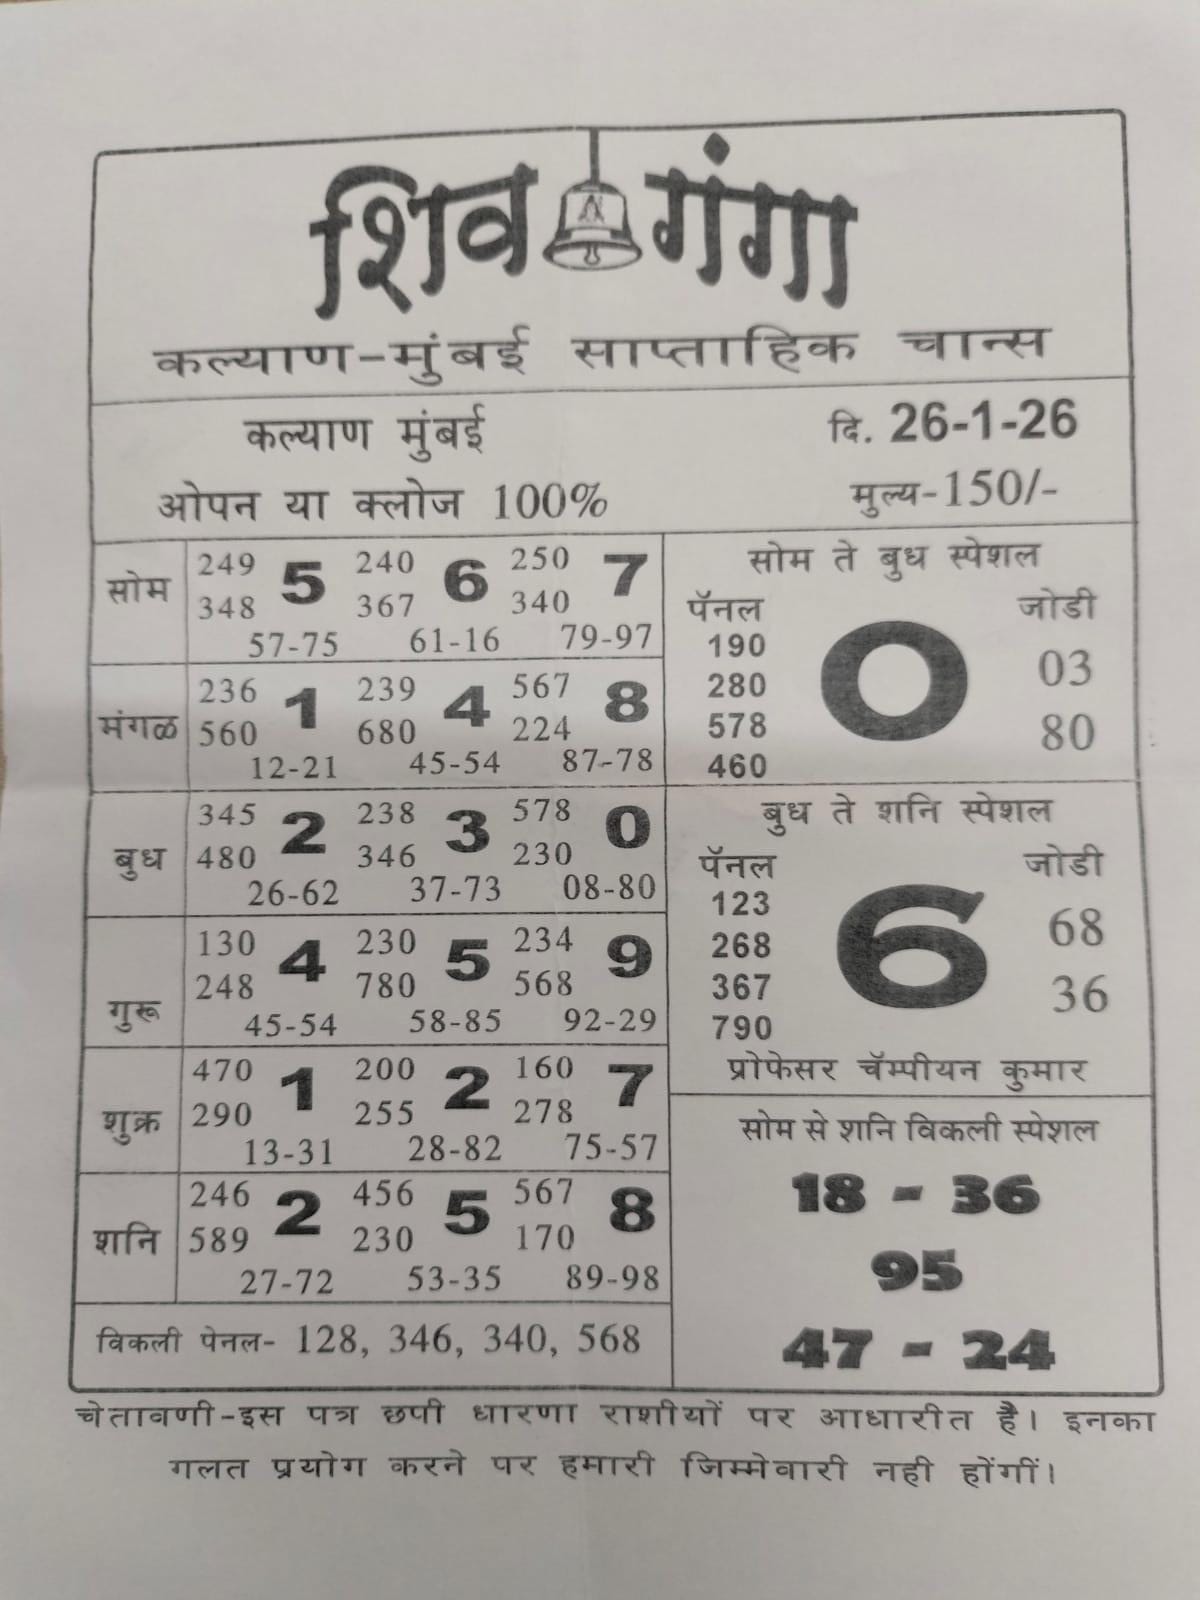 शिव गंगा
कल्याण-मुंबई साप्ताहिक चान्स
कल्याण मुंबई
ओपन या क्लोज 100%
दि. 26-1-26
मुल्य-150/-
सोम
249 5 240 6 250 7
348 367 340
57-75 61-16 79-97
मंगळ
236 1 239 4 567 8
560 680 224
12-21 45-54 87-78
बुध
345 2 238 3 578 0
480 346 230
26-62 37-73 08-80
गुरू
130 4 230 5 234 9
248 780 568
45-54 58-85 92-29
शुक्र
470 1 200 2 160 7
290 255 278
13-31 28-82 75-57
शनि
246 2 456 5 567 8
589 230 170
27-72 53-35 89-98
विकली पेनल- 128, 346, 340, 568
सोम ते बुध स्पेशल
पॅनल जोडी
190
280
578
460
0
03
80
बुध ते शनि स्पेशल
पॅनल जोडी
123
268
367
790
6
68
36
प्रोफेसर चॅम्पीयन कुमार
सोम से शनि विकली स्पेशल
18 - 36
95
47 - 24
चेतावणी-इस पत्र छपी धारणा राशीयों पर आधारीत है। इनका
गलत प्रयोग करने पर हमारी जिम्मेवारी नही होंगीं।